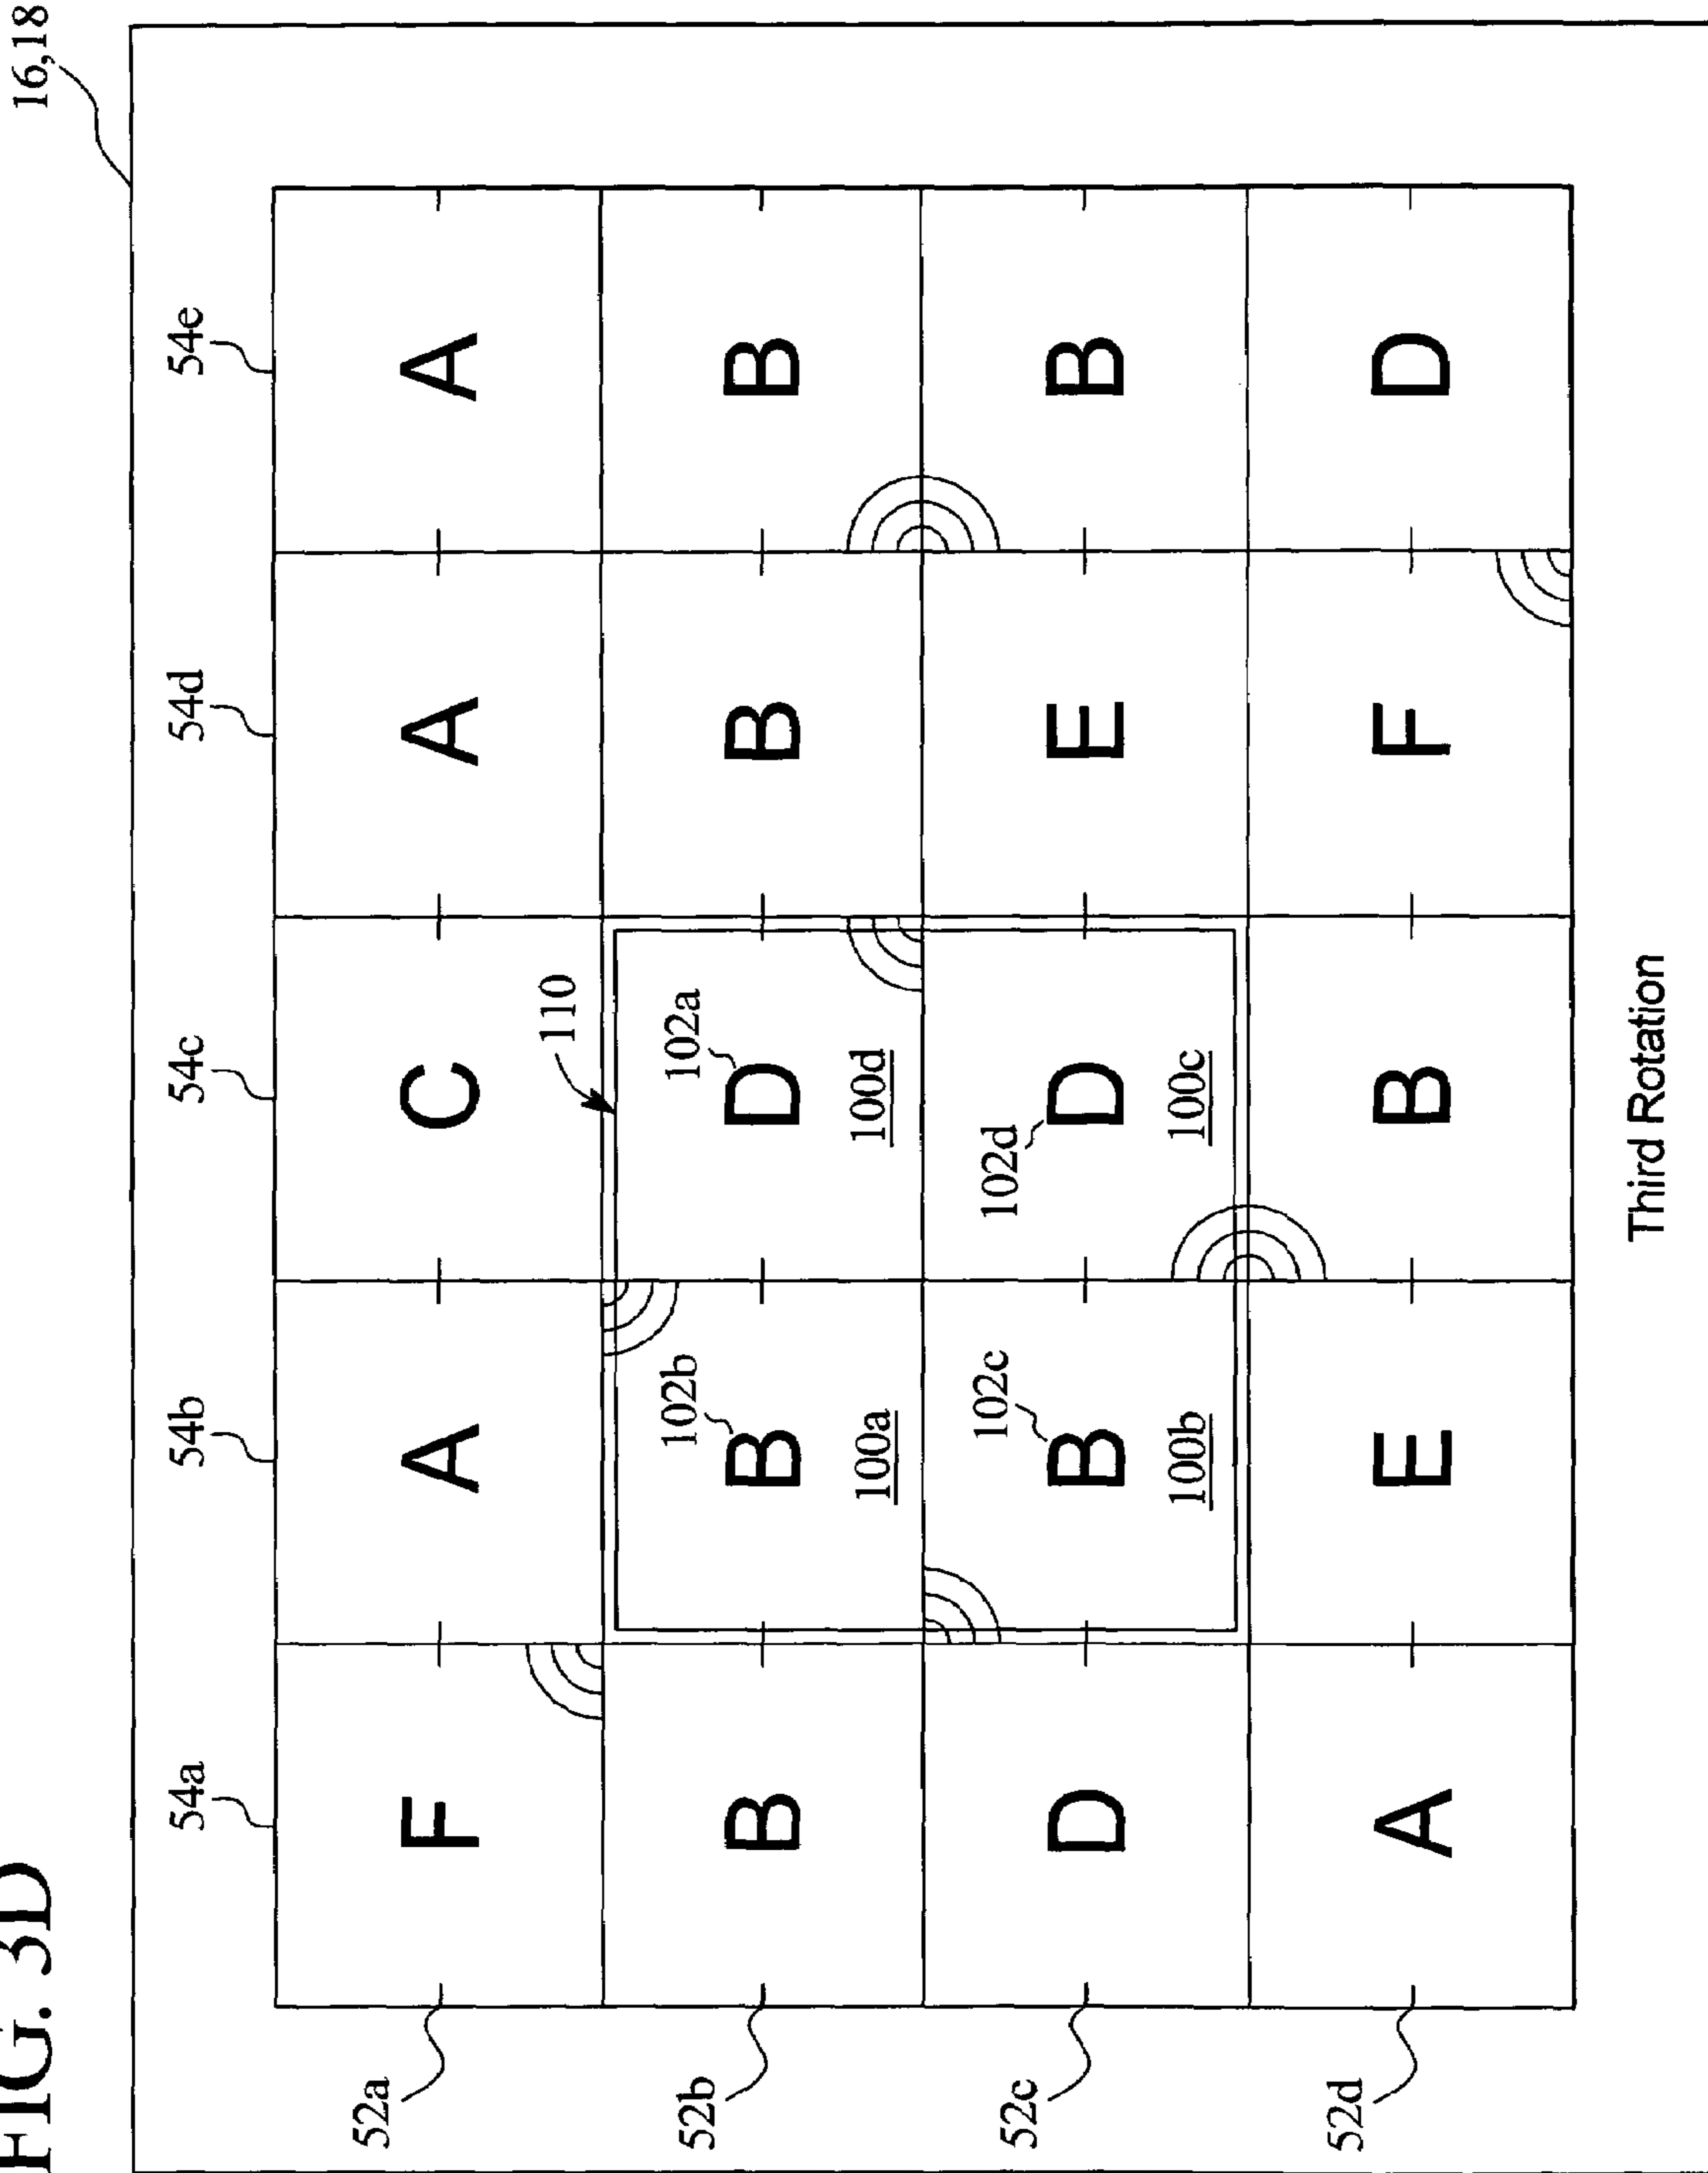 FIG. 3D
16,18
54a 54b 54c 54d 54e
52a F A C A A
110
102b 102a
52b B B D B B
100a 100d
102c 102d
52c D B D E B
100b 100c
52d A E B F D
Third Rotation